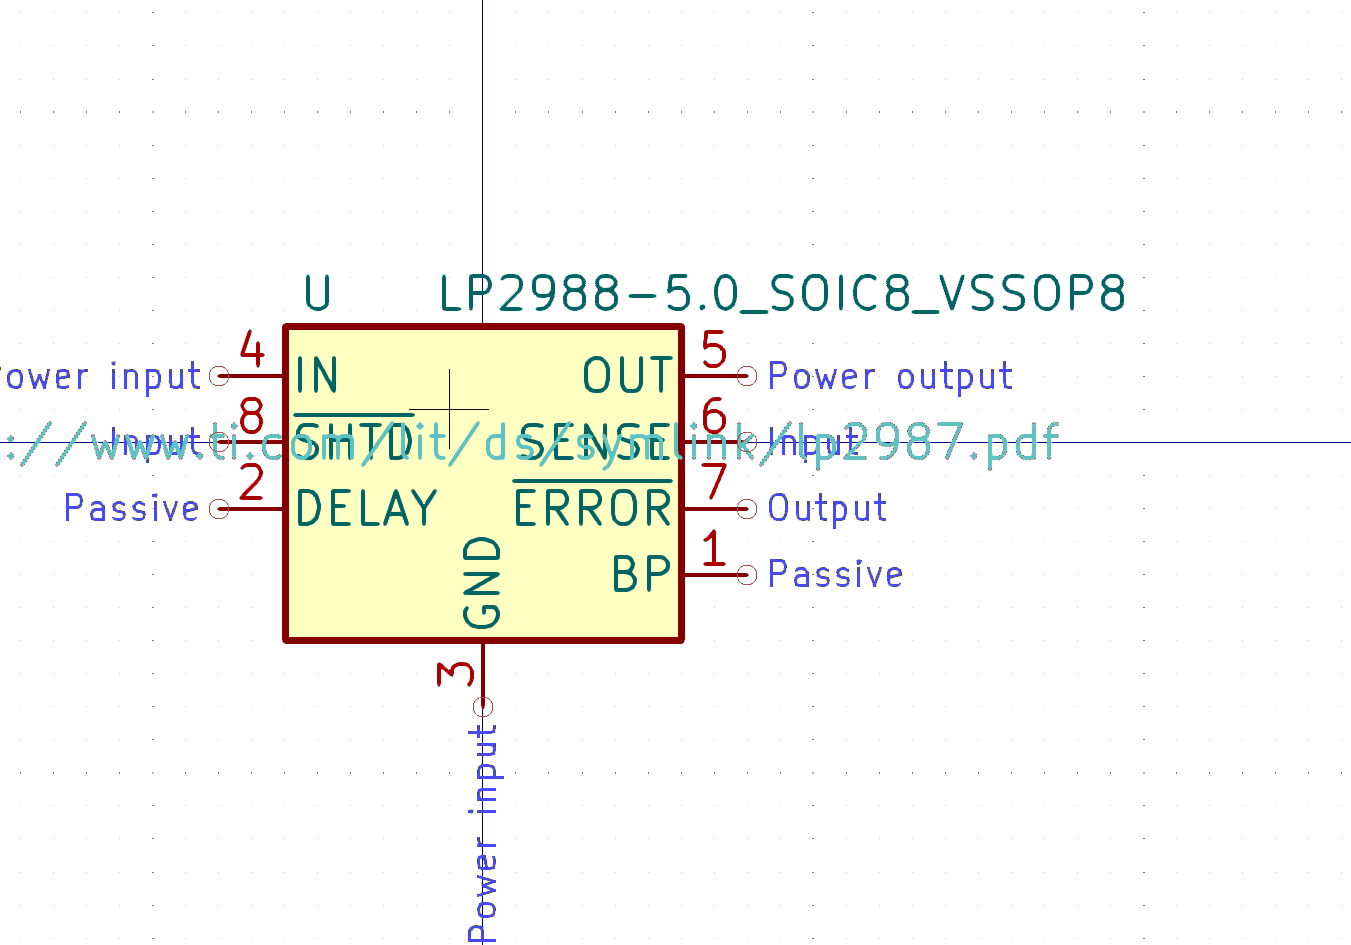 U LP2988-5.0_SOIC8_VSSOP8
4 5
ower input IN OUT Power output
8 6
Input SHTD SENSE Input
://www.ti.com/lit/ds/symlink/lp2987.pdf
2 7
Passive DELAY ERROR Output
1
BP Passive
GND
3
Power input